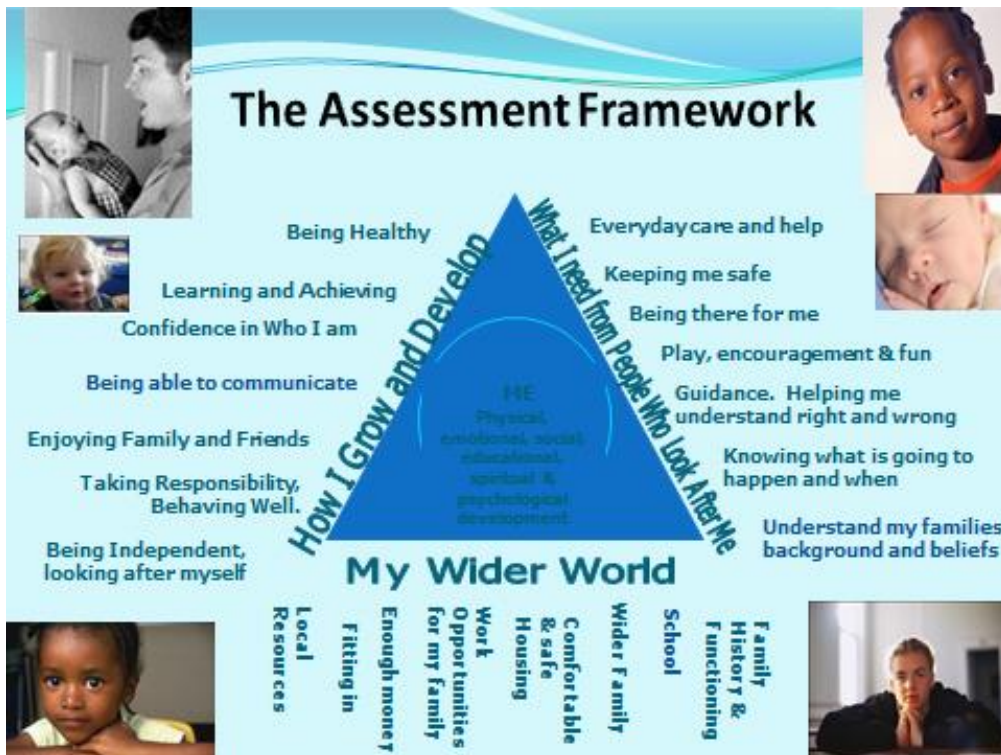 The Assessment Framework
Being Healthy
Learning and Achieving
Confidence in Who I am
Being able to communicate
Enjoying Family and Friends
Taking Responsibility,
Behaving Well.
Being Independent,
looking after myself
How I Grow and Develop
What I need from People Who Look After Me
Everyday care and help
Keeping me safe
Being there for me
Play, encouragement & fun
Guidance. Helping me
understand right and wrong
Knowing what is going to
happen and when
Understand my families
background and beliefs
ME
Physical,
emotional, social,
educational,
spiritual &
psychological
development
My Wider World
Local
Resources
Fitting in
Enough money
Work
Opportunities
for my family
Comfortable
& safe
Housing
Wider Family
School
Family
History &
Functioning